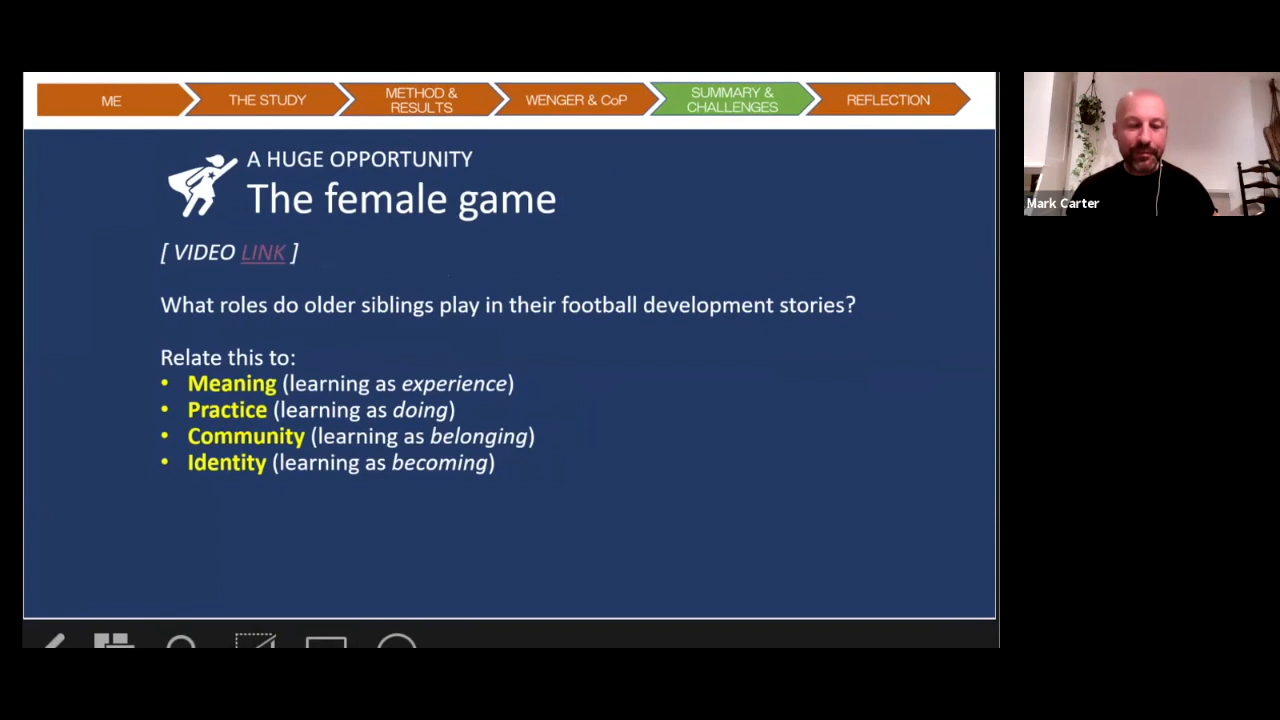 ME
THE STUDY
METHOD &
RESULTS
WENGER & CoP
SUMMARY &
CHALLENGES
REFLECTION
A HUGE OPPORTUNITY
The female game
[ VIDEO LINK ]
What roles do older siblings play in their football development stories?
Relate this to:
• Meaning (learning as experience)
• Practice (learning as doing)
• Community (learning as belonging)
• Identity (learning as becoming)
Mark Carter